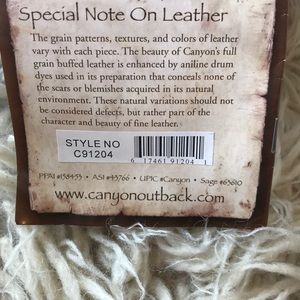 Special Note On Leather
The grain patterns, textures, and colors of leather
vary with each piece. The beauty of Canyon's full
grain buffed leather is enhanced by aniline drum
dyes used in its preparation that conceals none of
the scars or blemishes acquired in its natural
environment. These natural variations should not
be considered defects, but rather part of the
character and beauty of fine leather.
STYLE NO
C91204
6 17461 91204 1
PPAI #158453 • ASI #43766 • UPIC #Canyon • Sage #63610
www.canyonoutback.com